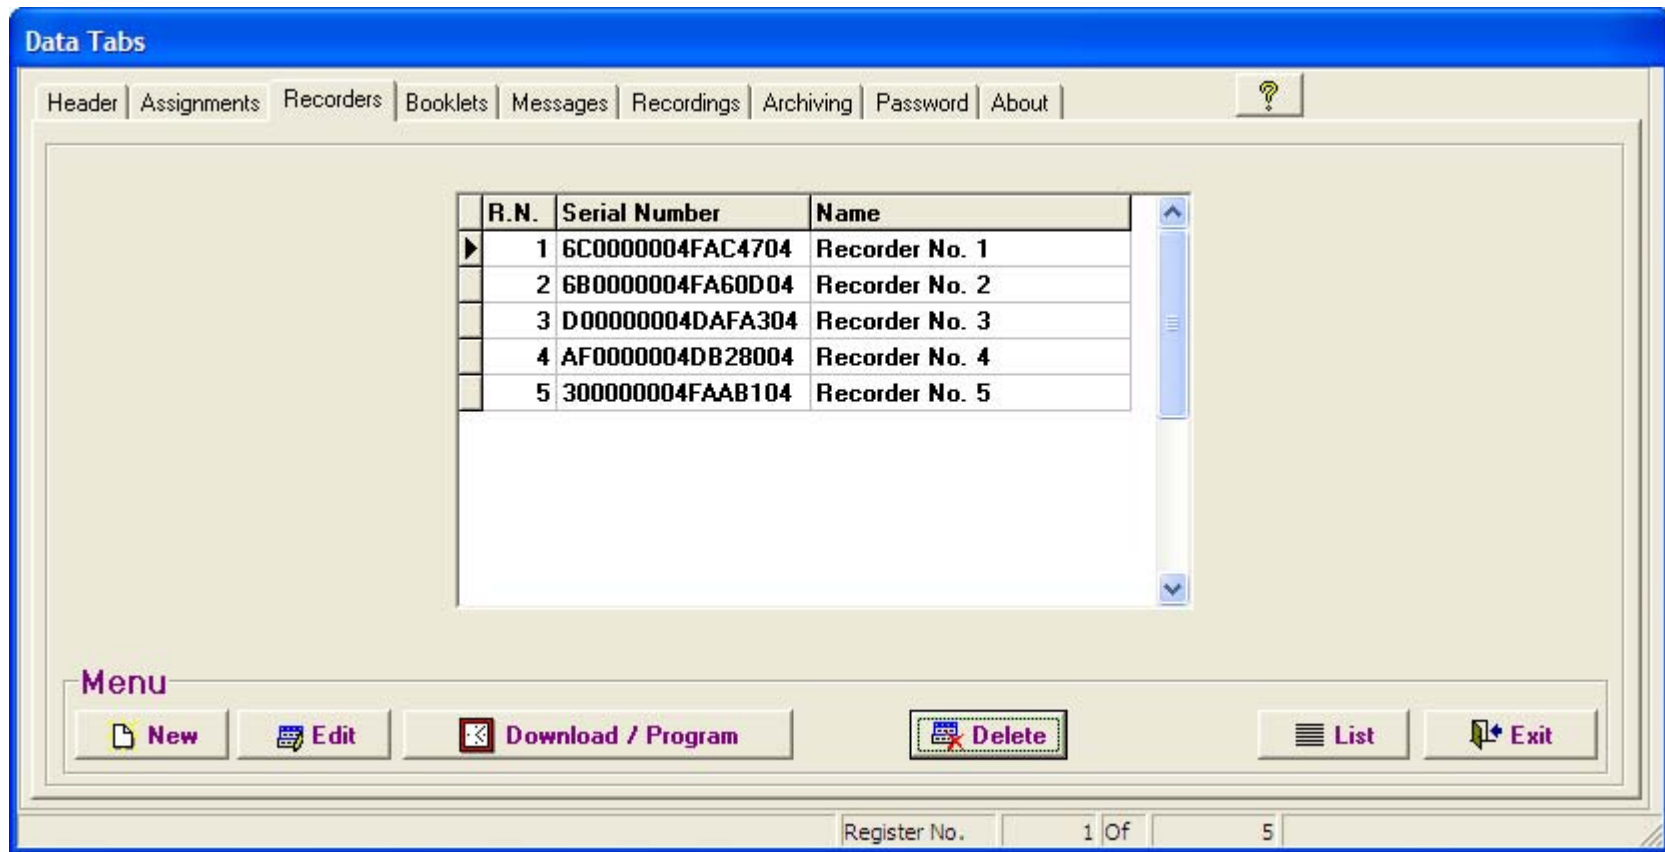 Data Tabs
Header Assignments Recorders Booklets Messages Recordings Archiving Password About ?
R.N. Serial Number Name
1 6C0000004FAC4704 Recorder No. 1
2 6B0000004FA60D04 Recorder No. 2
3 D00000004DAFA304 Recorder No. 3
4 AF0000004DB28004 Recorder No. 4
5 300000004FAAB104 Recorder No. 5
Menu
New Edit Download / Program Delete List Exit
Register No. 1 Of 5